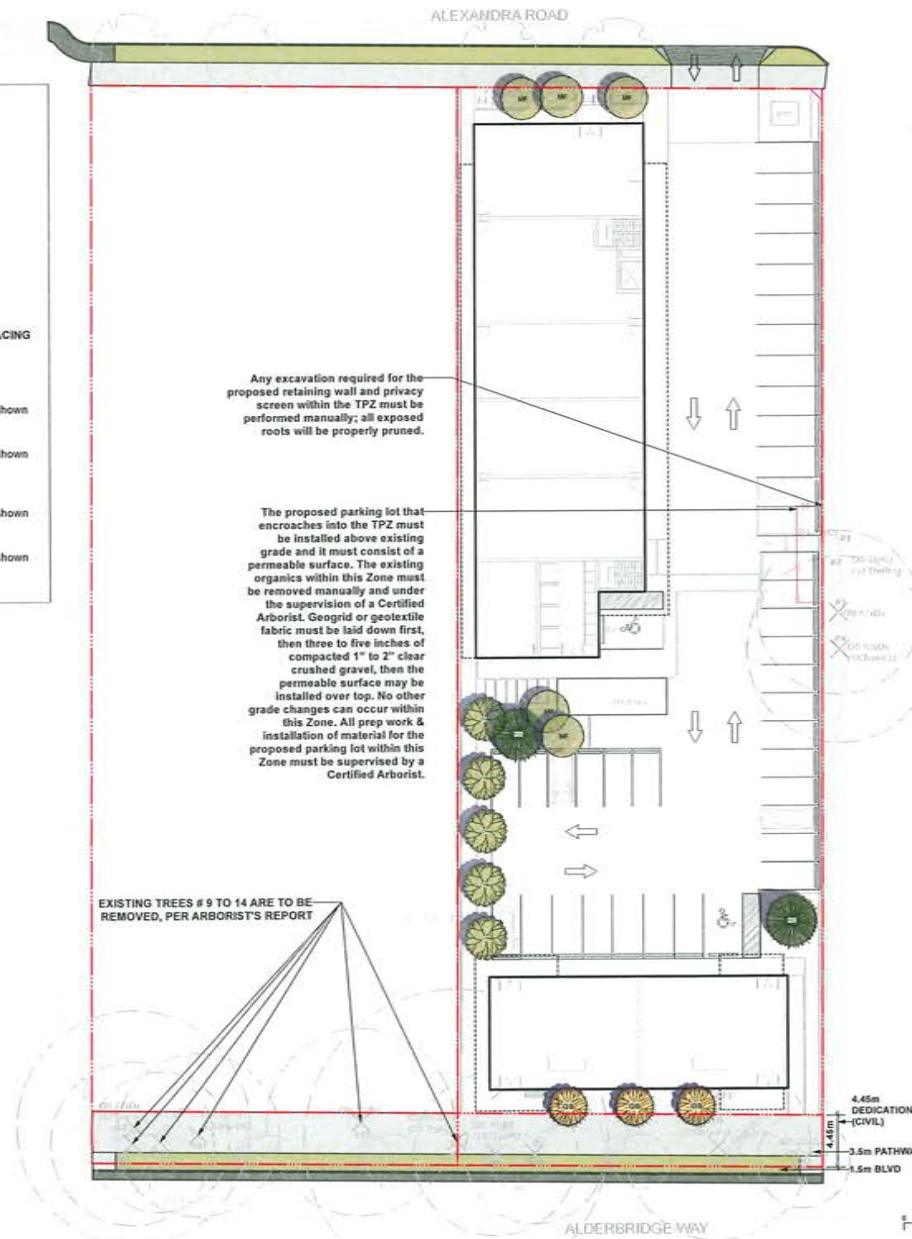 ALEXANDRA ROAD
MF
MF
MF
PMT
ACING
hown
hown
hown
hown
Any excavation required for the
proposed retaining wall and privacy
screen within the TPZ must be
performed manually; all exposed
roots will be properly pruned.
The proposed parking lot that
encroaches into the TPZ must
be installed above existing
grade and it must consist of a
permeable surface. The existing
organics within this Zone must
be removed manually and under
the supervision of a Certified
Arborist. Geogrid or geotextile
fabric must be laid down first,
then three to five inches of
compacted 1" to 2" clear
crushed gravel, then the
permeable surface may be
installed over top. No other
grade changes can occur within
this Zone. All prep work &
installation of material for the
proposed parking lot within this
Zone must be supervised by a
Certified Arborist.
MF
EXISTING TREES # 9 TO 14 ARE TO BE
REMOVED, PER ARBORIST'S REPORT
4.45m
DEDICATION
(CIVIL)
4.45m
3.5m PATHWA
1.5m BLVD
ALDERBRIDGE WAY